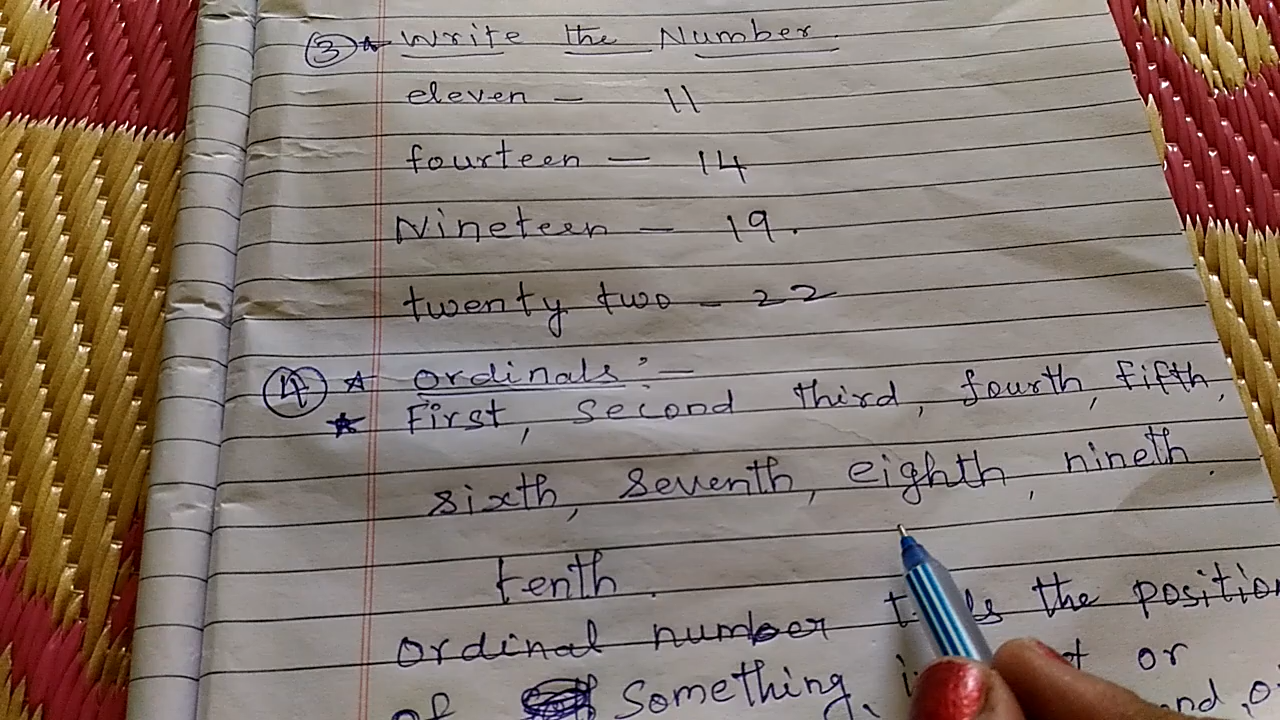 ③ ☆ Write the Number
eleven — 11
fourteen — 14
Nineteen — 19.
twenty two - 22
④ ☆ Ordinals :-
☆ First, Second third, fourth, fifth,
sixth, Seventh, eighth, nineth.
tenth.
Ordinal number the positio
of Something, or